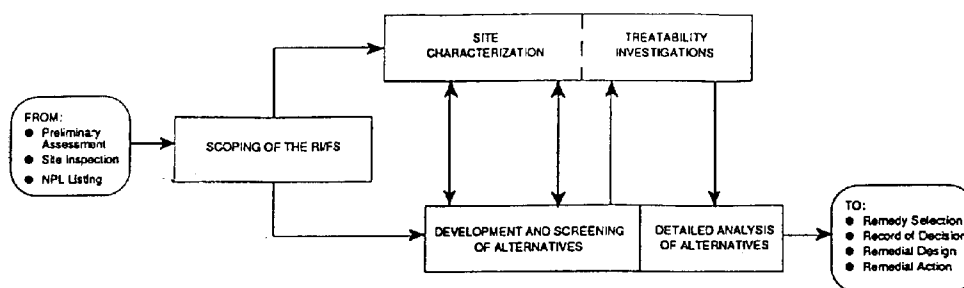 SITE
CHARACTERIZATION
TREATABILITY
INVESTIGATIONS
FROM:
● Preliminary
Assessment
● Site Inspection
● NPL Listing
SCOPING OF THE RI/FS
DEVELOPMENT AND SCREENING
OF ALTERNATIVES
DETAILED ANALYSIS
OF ALTERNATIVES
TO:
● Remedy Selection
● Record of Decision
● Remedial Design
● Remedial Action